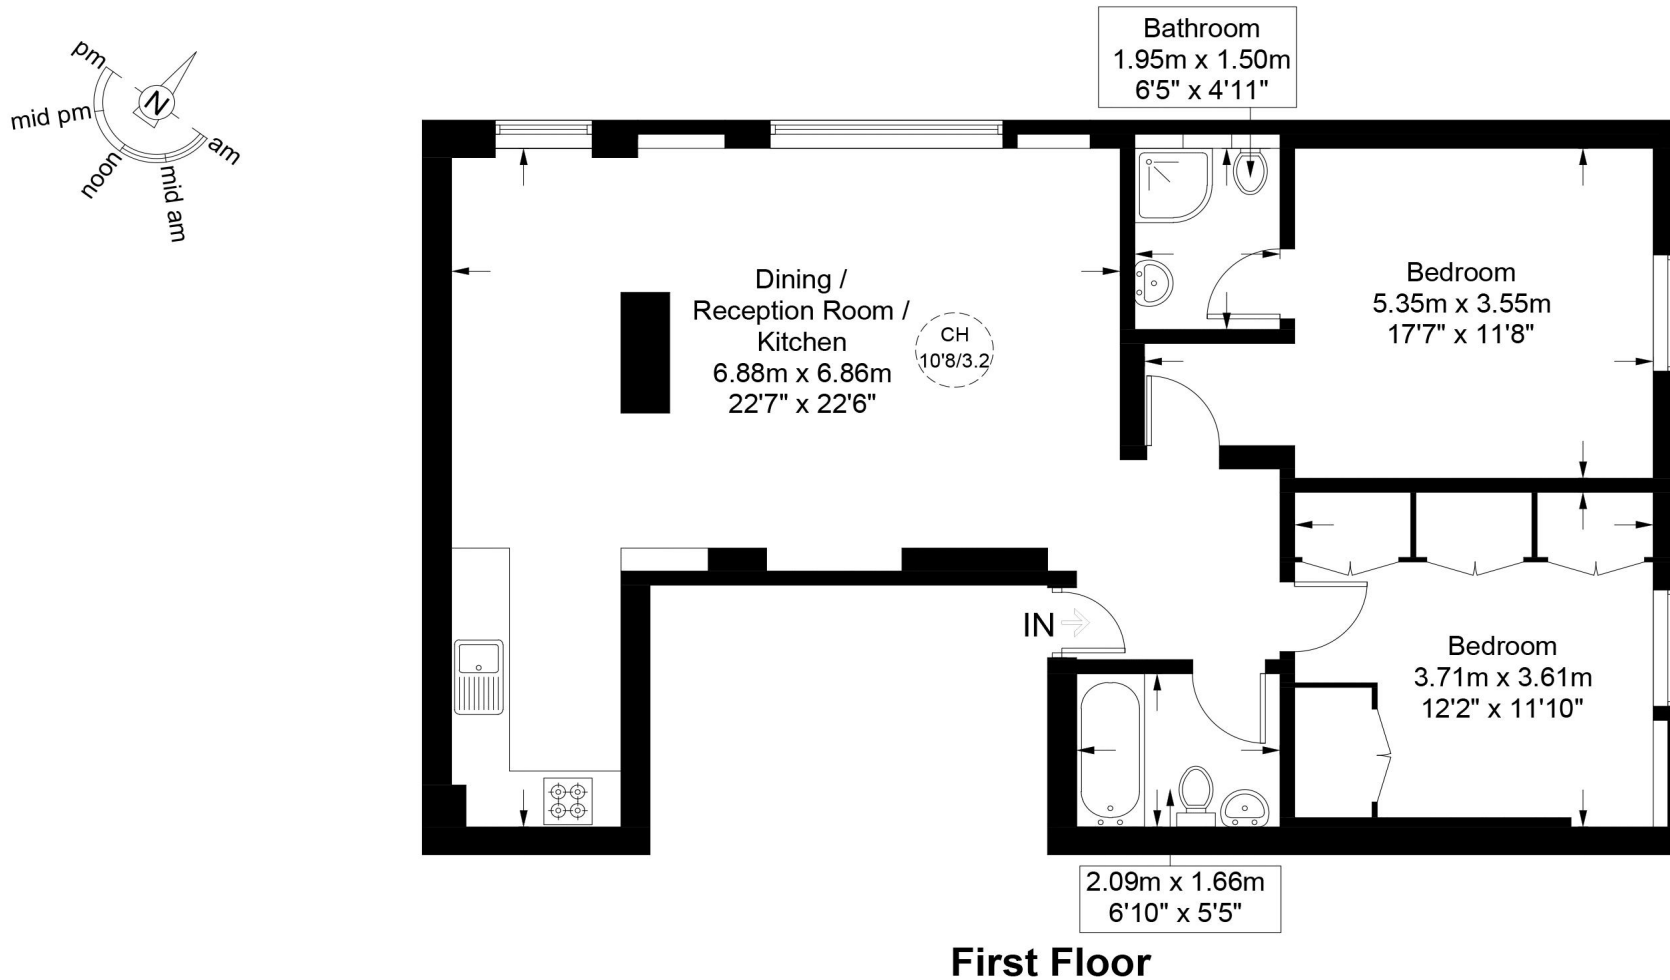 pm
mid pm
N
am
noon
mid am
Bathroom
1.95m x 1.50m
6'5" x 4'11"
Dining /
Reception Room /
Kitchen
6.88m x 6.86m
22'7" x 22'6"
CH
10'8/3.2
Bedroom
5.35m x 3.55m
17'7" x 11'8"
IN
Bedroom
3.71m x 3.61m
12'2" x 11'10"
2.09m x 1.66m
6'10" x 5'5"
First Floor